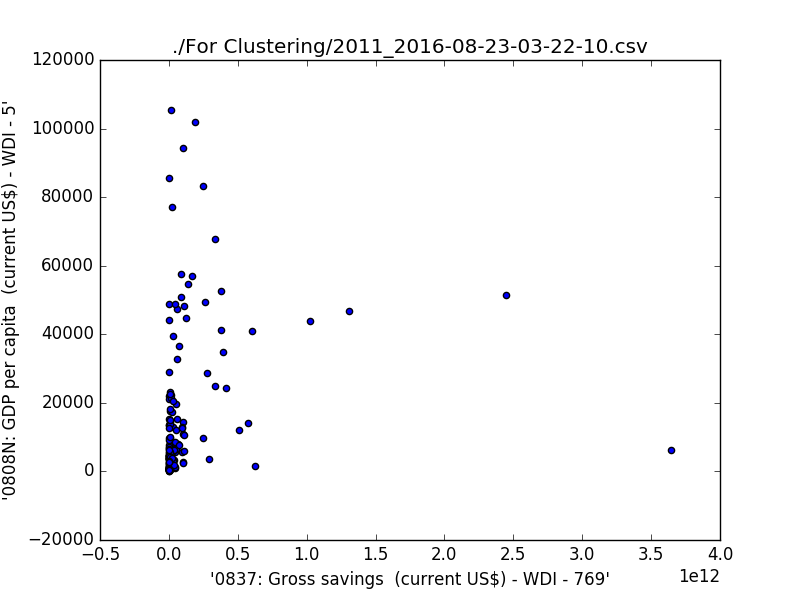 ./For Clustering/2011_2016-08-23-03-22-10.csv
'0808N: GDP per capita  (current US$) - WDI - 5'
120000
100000
80000
60000
40000
20000
0
−20000
−0.5 0.0 0.5 1.0 1.5 2.0 2.5 3.0 3.5 4.0
1e12
'0837: Gross savings  (current US$) - WDI - 769'